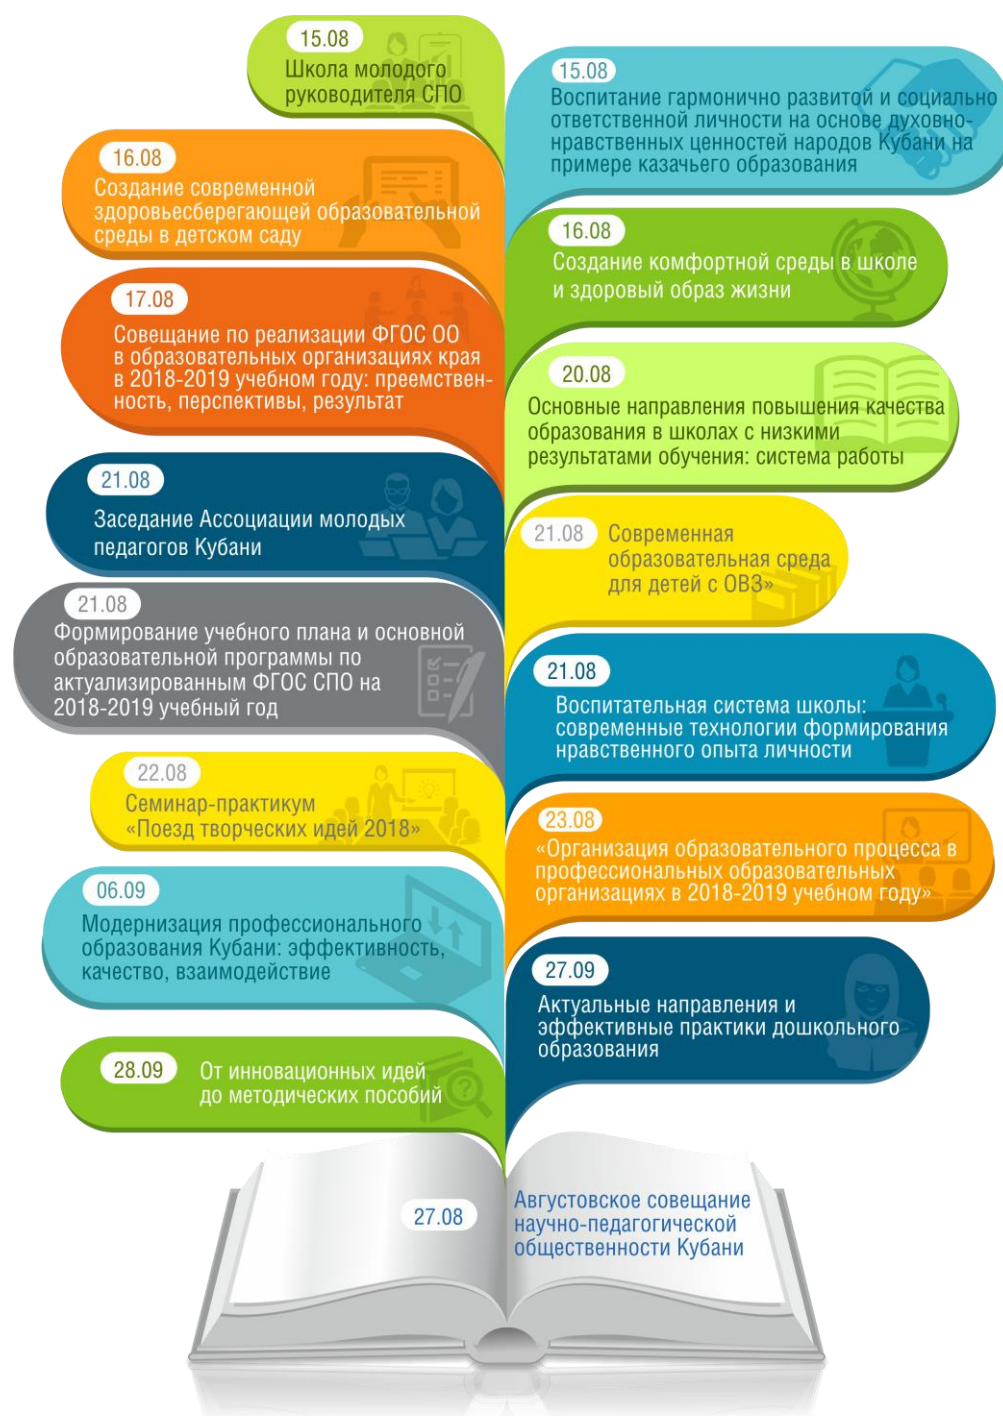 15.08
Школа молодого
руководителя СПО
15.08
Воспитание гармонично развитой и социально
ответственной личности на основе духовно-
нравственных ценностей народов Кубани на
примере казачьего образования
16.08
Создание современной
здоровьесберегающей образовательной
среды в детском саду
16.08
Создание комфортной среды в школе
и здоровый образ жизни
17.08
Совещание по реализации ФГОС ОО
в образовательных организациях края
в 2018-2019 учебном году: преемствен-
ность, перспективы, результат
20.08
Основные направления повышения качества
образования в школах с низкими
результатами обучения: система работы
21.08
Заседание Ассоциации молодых
педагогов Кубани
21.08
Современная
образовательная среда
для детей с ОВЗ»
21.08
Формирование учебного плана и основной
образовательной программы по
актуализированным ФГОС СПО на
2018-2019 учебный год
21.08
Воспитательная система школы:
современные технологии формирования
нравственного опыта личности
22.08
Семинар-практикум
«Поезд творческих идей 2018»
23.08
«Организация образовательного процесса в
профессиональных образовательных
организациях в 2018-2019 учебном году»
06.09
Модернизация профессионального
образования Кубани: эффективность,
качество, взаимодействие
27.09
Актуальные направления и
эффективные практики дошкольного
образования
28.09
От инновационных идей
до методических пособий
27.08
Августовское совещание
научно-педагогической
общественности Кубани